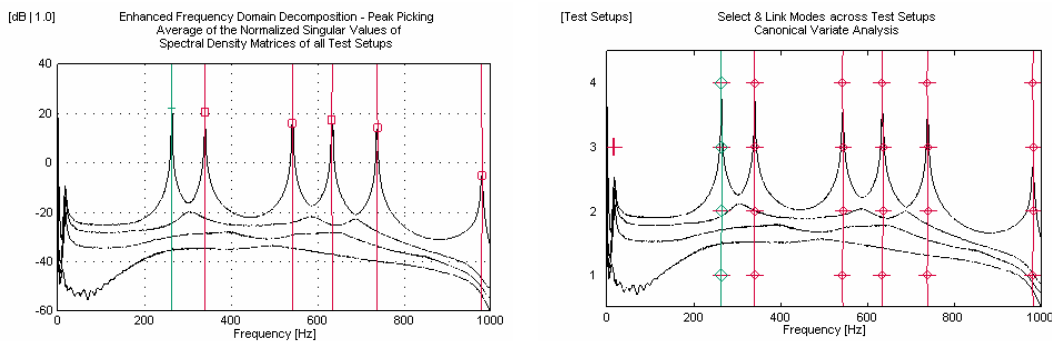 [dB | 1.0]
Enhanced Frequency Domain Decomposition - Peak Picking
Average of the Normalized Singular Values of
Spectral Density Matrices of all Test Setups
40
20
0
-20
-40
-60
0
200
400
600
800
1000
Frequency [Hz]
[Test Setups]
Select & Link Modes across Test Setups
Canonical Variate Analysis
4
3
2
1
0
200
400
600
800
1000
Frequency [Hz]